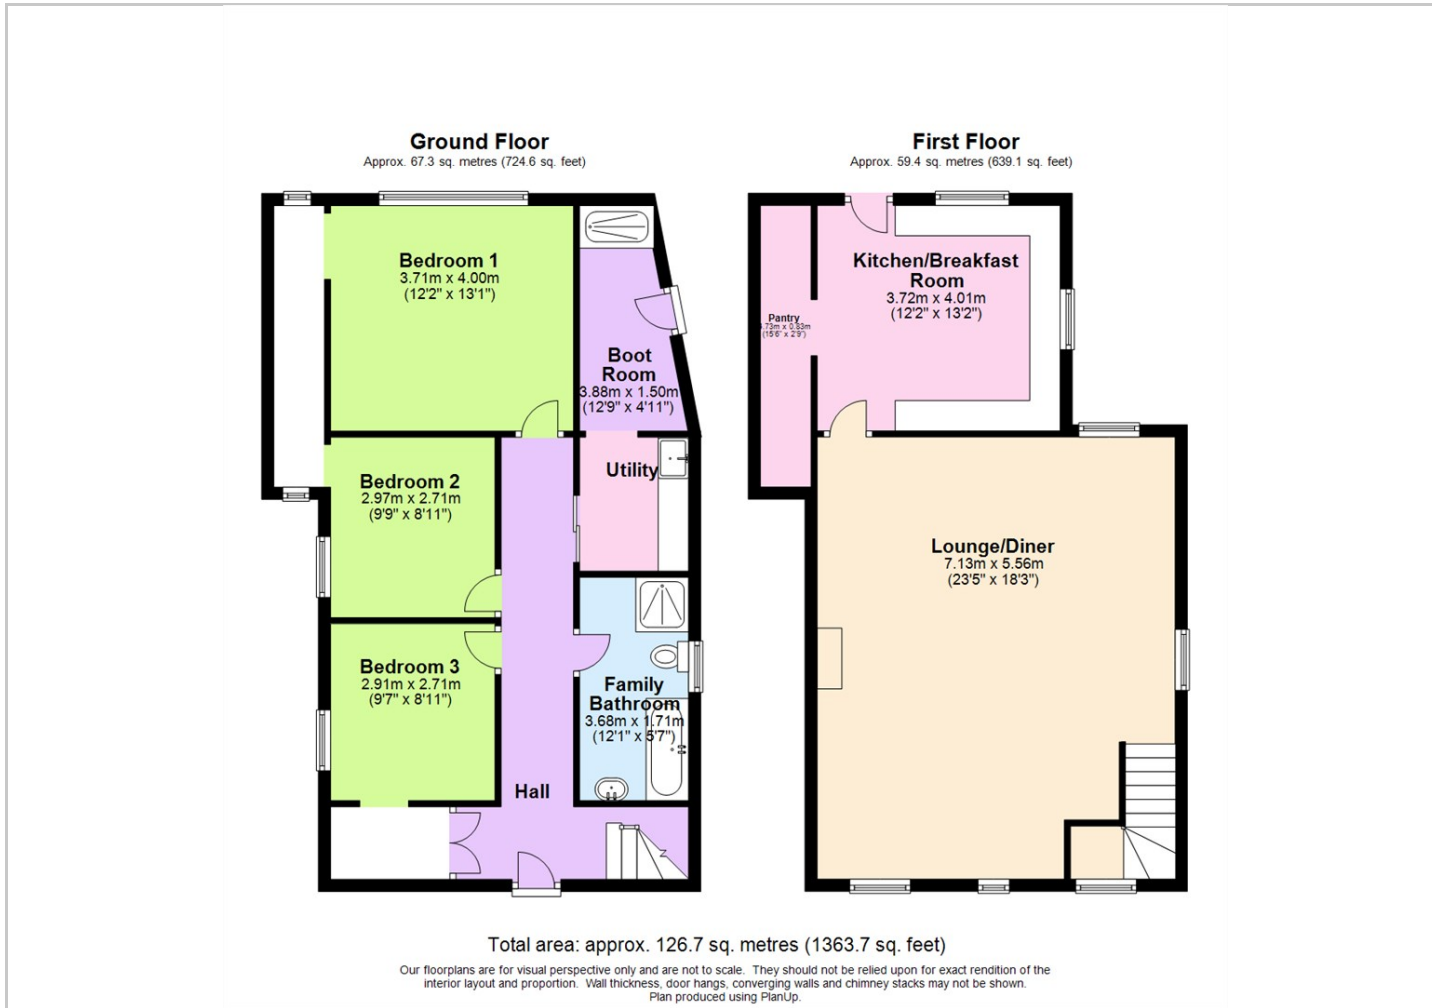 Ground Floor
Approx. 67.3 sq. metres (724.6 sq. feet)
Bedroom 1
3.71m x 4.00m
(12'2" x 13'1")
Boot
Room
3.88m x 1.50m
(12'9" x 4'11")
Utility
Bedroom 2
2.97m x 2.71m
(9'9" x 8'11")
Bedroom 3
2.91m x 2.71m
(9'7" x 8'11")
Family
Bathroom
3.68m x 1.71m
(12'1" x 5'7")
Hall
First Floor
Approx. 59.4 sq. metres (639.1 sq. feet)
Kitchen/Breakfast
Room
3.72m x 4.01m
(12'2" x 13'2")
Pantry
.73m x 0.83m
(15'6" x 2'9")
Lounge/Diner
7.13m x 5.56m
(23'5" x 18'3")
Total area: approx. 126.7 sq. metres (1363.7 sq. feet)
Our floorplans are for visual perspective only and are not to scale. They should not be relied upon for exact rendition of the
interior layout and proportion. Wall thickness, door hangs, converging walls and chimney stacks may not be shown.
Plan produced using PlanUp.